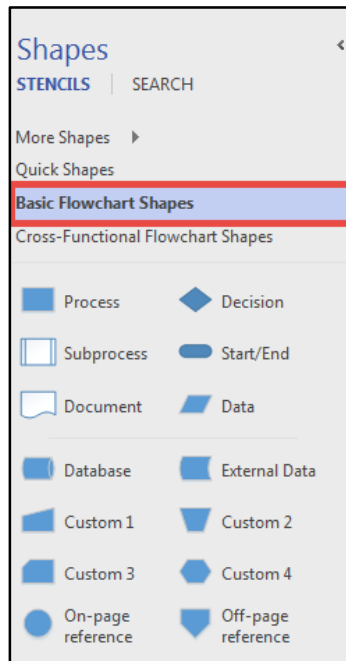 Shapes
STENCILS SEARCH
More Shapes
Quick Shapes
Basic Flowchart Shapes
Cross-Functional Flowchart Shapes
Process Decision
Subprocess Start/End
Document Data
Database External Data
Custom 1 Custom 2
Custom 3 Custom 4
On-page Off-page
reference reference